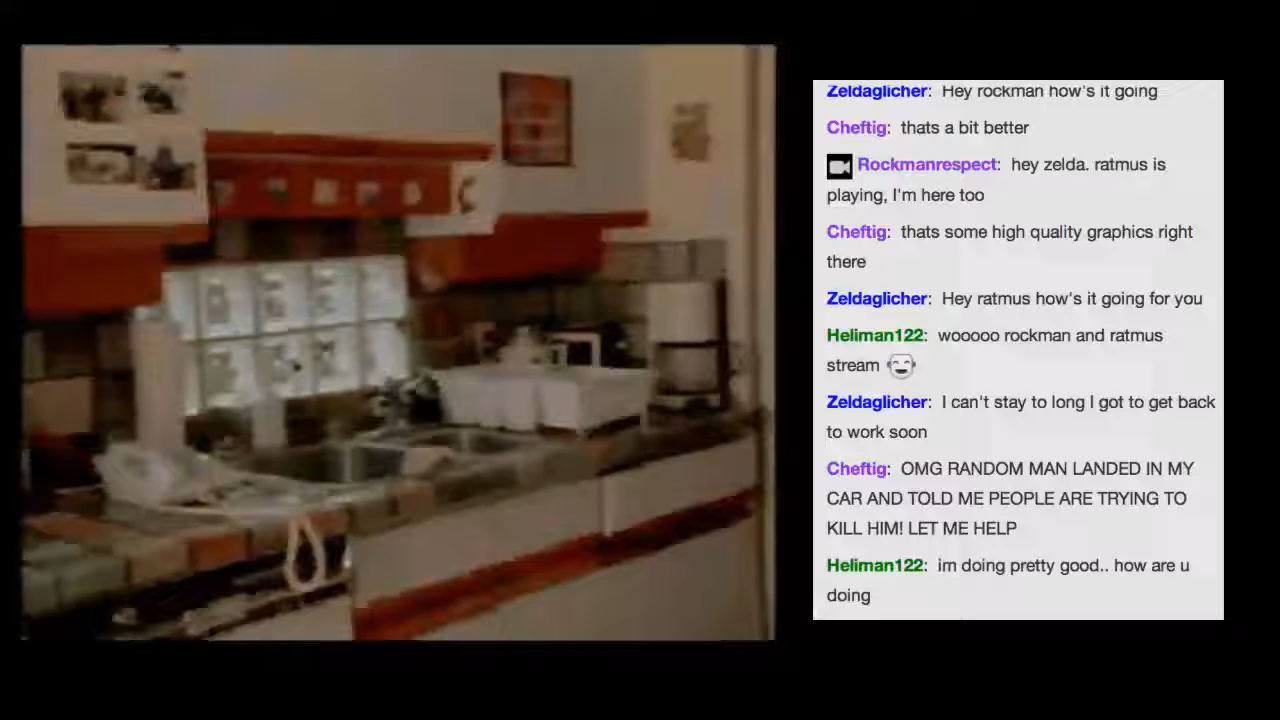 Zeldaglicher: Hey rockman how's it going
Cheftig: thats a bit better
Rockmanrespect: hey zelda. ratmus is
playing, I'm here too
Cheftig: thats some high quality graphics right
there
Zeldaglicher: Hey ratmus how's it going for you
Heliman122: wooooo rockman and ratmus
stream
Zeldaglicher: I can't stay to long I got to get back
to work soon
Cheftig: OMG RANDOM MAN LANDED IN MY
CAR AND TOLD ME PEOPLE ARE TRYING TO
KILL HIM! LET ME HELP
Heliman122: im doing pretty good.. how are u
doing